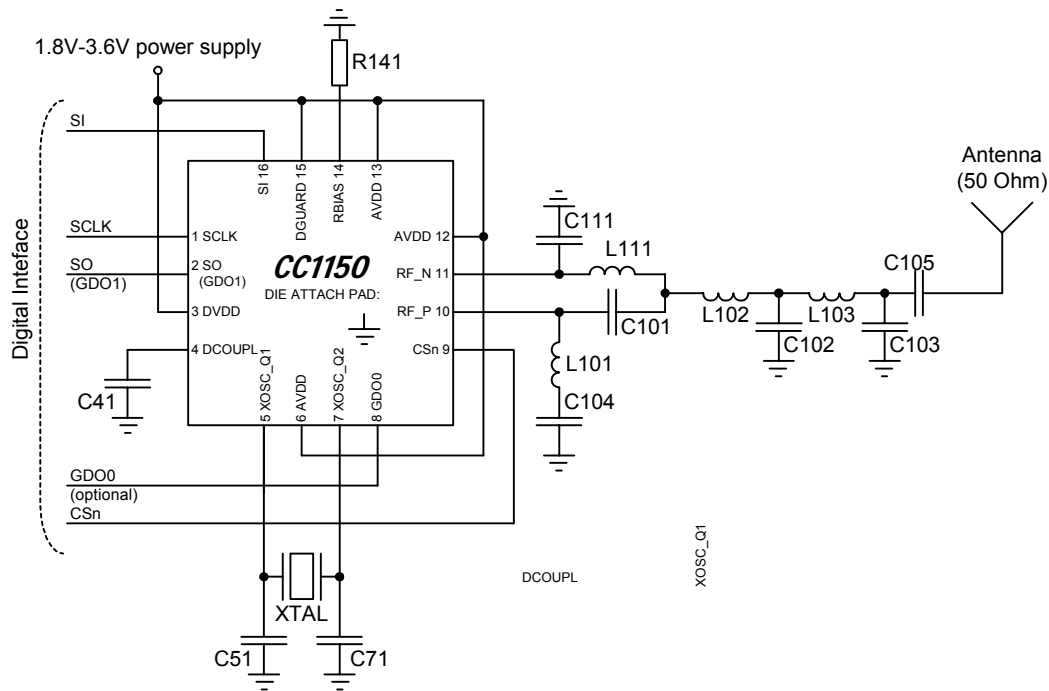 1.8V-3.6V power supply
R141
SI
SI 16
DGUARD 15
RBIAS 14
AVDD 13
Antenna
(50 Ohm)
Digital Inteface
SCLK
1 SCLK
AVDD 12
C111
L111
SO
(GDO1)
2 SO
(GDO1)
CC1150
RF_N 11
C105
DIE ATTACH PAD:
3 DVDD
RF_P 10
C101
L102
L103
C102
C103
4 DCOUPL
CSn 9
L101
C41
5 XOSC_Q1
6 AVDD
7 XOSC_Q2
8 GDO0
C104
GDO0
(optional)
CSn
XTAL
DCOUPL
XOSC_Q1
C51
C71